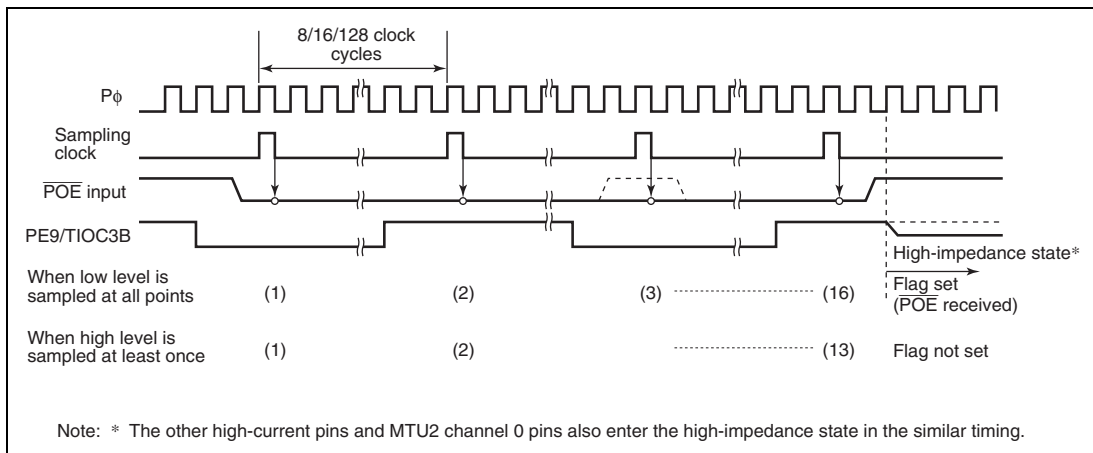 8/16/128 clock
cycles
Pϕ
Sampling
clock
POE input
PE9/TIOC3B
High-impedance state*
When low level is
sampled at all points
(1) (2) (3) (16)
Flag set
(POE received)
When high level is
sampled at least once
(1) (2) (13) Flag not set
Note: * The other high-current pins and MTU2 channel 0 pins also enter the high-impedance state in the similar timing.